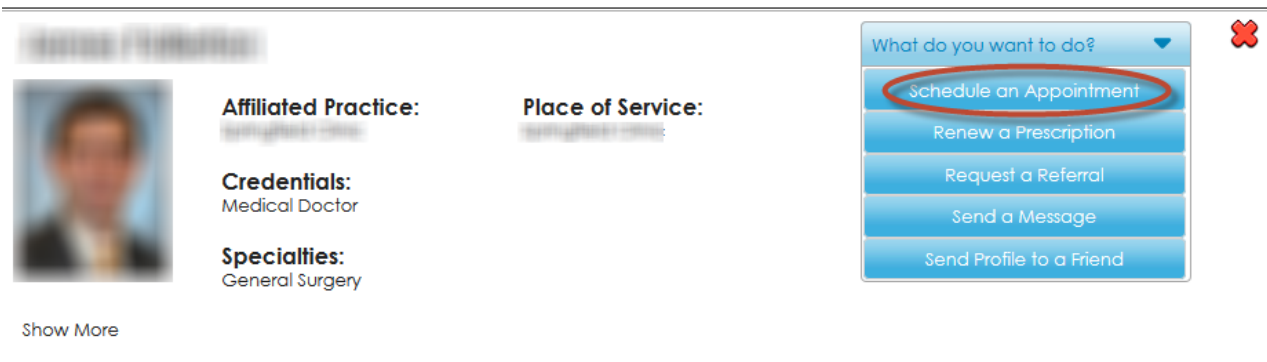 What do you want to do?
Schedule an Appointment
Renew a Prescription
Request a Referral
Send a Message
Send Profile to a Friend
Affiliated Practice:
Place of Service:
Credentials:
Medical Doctor
Specialties:
General Surgery
Show More